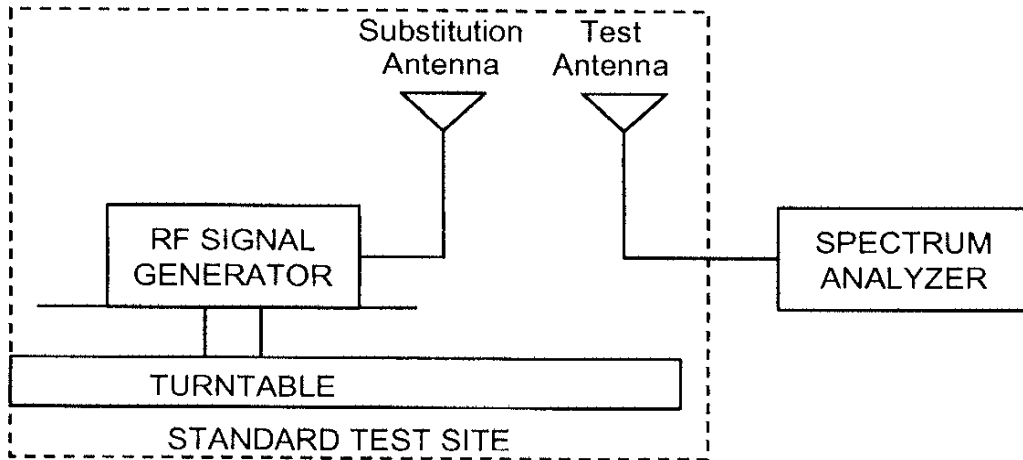 Substitution
Antenna
Test
Antenna
RF SIGNAL
GENERATOR
SPECTRUM
ANALYZER
TURNTABLE
STANDARD TEST SITE